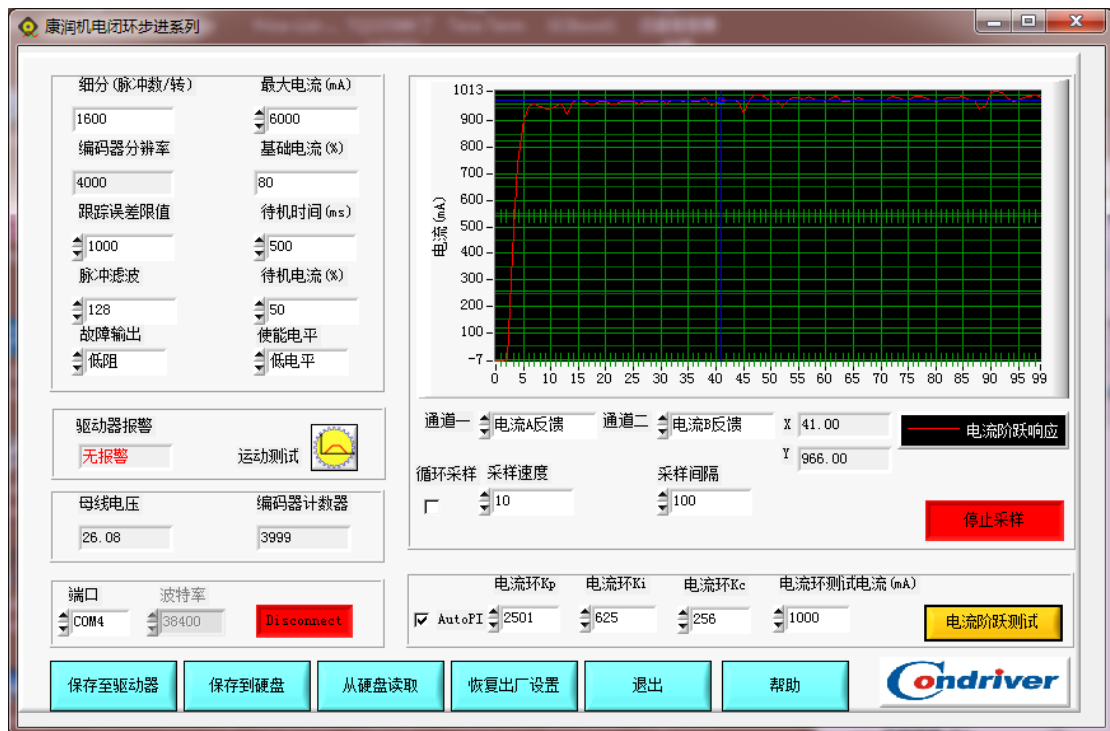 康润机电闭环步进系列
细分(脉冲数/转) 最大电流(mA)
1600 6000
编码器分辨率 基础电流(%)
4000 80
跟踪误差限值 待机时间(ms)
1000 500
脉冲滤波 待机电流(%)
128 50
故障输出 使能电平
低阻 低电平
驱动器报警
无报警 运动测试
母线电压 编码器计数器
26.08 3999
端口 波特率
COM4 38400 Disconnect
电流(mA)
1013
900
800
700
600
500
400
300
200
100
-7
0 5 10 15 20 25 30 35 40 45 50 55 60 65 70 75 80 85 90 95 99
通道一 电流A反馈 通道二 电流B反馈 X 41.00 电流阶跃响应
Y 966.00
循环采样 采样速度 采样间隔
10 100
停止采样
电流环Kp 电流环Ki 电流环Kc 电流环测试电流(mA)
AutoPI 2501 625 256 1000 电流阶跃测试
保存至驱动器 保存到硬盘 从硬盘读取 恢复出厂设置 退出 帮助 Condriver